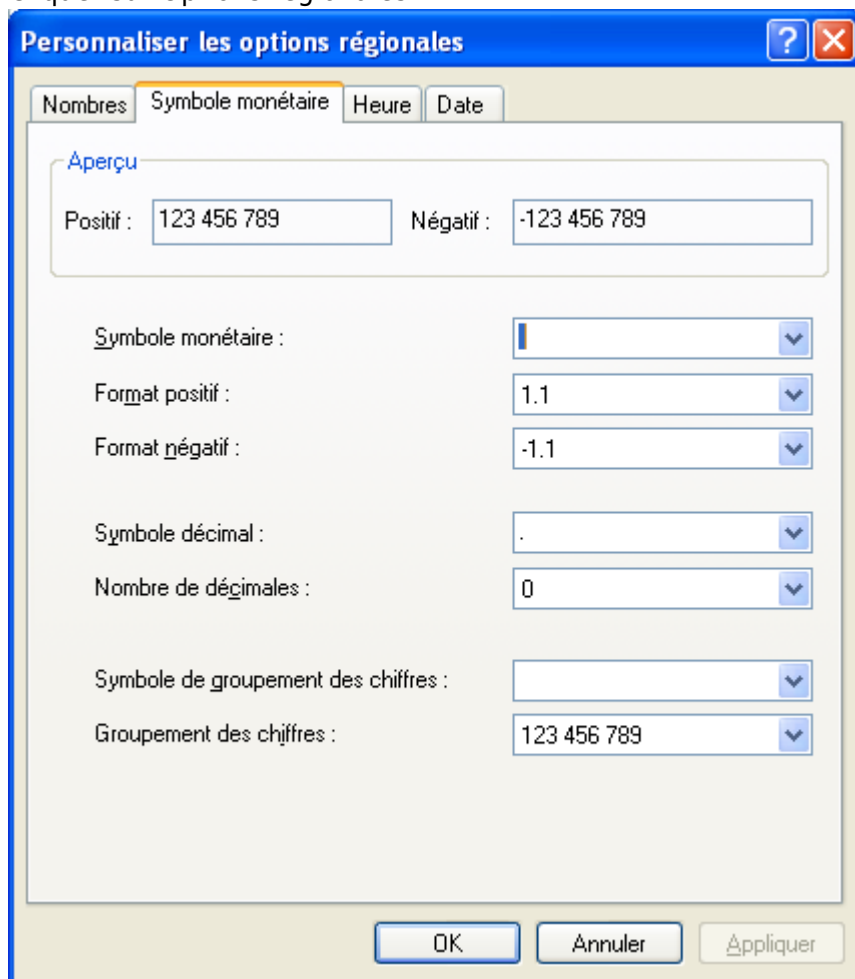 Personnaliser les options régionales
Nombres Symbole monétaire Heure Date
Aperçu
Positif : 123 456 789 Négatif : -123 456 789
Symbole monétaire :
Format positif : 1.1
Format négatif : -1.1
Symbole décimal : .
Nombre de décimales : 0
Symbole de groupement des chiffres :
Groupement des chiffres : 123 456 789
OK Annuler Appliquer